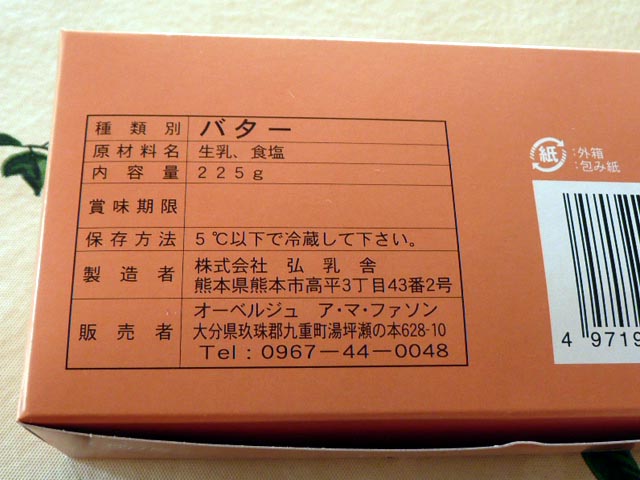 種類別 バター
原材料名 生乳、食塩
内容量 225g
賞味期限
保存方法 5℃以下で冷蔵して下さい。
製造者 株式会社 弘乳舎
熊本県熊本市高平3丁目43番2号
販売者 オーベルジュ ア・マ・ファソン
大分県玖珠郡九重町湯坪瀬の本628-10
Tel:0967-44-0048
紙 :外箱
:包み紙
4 9719